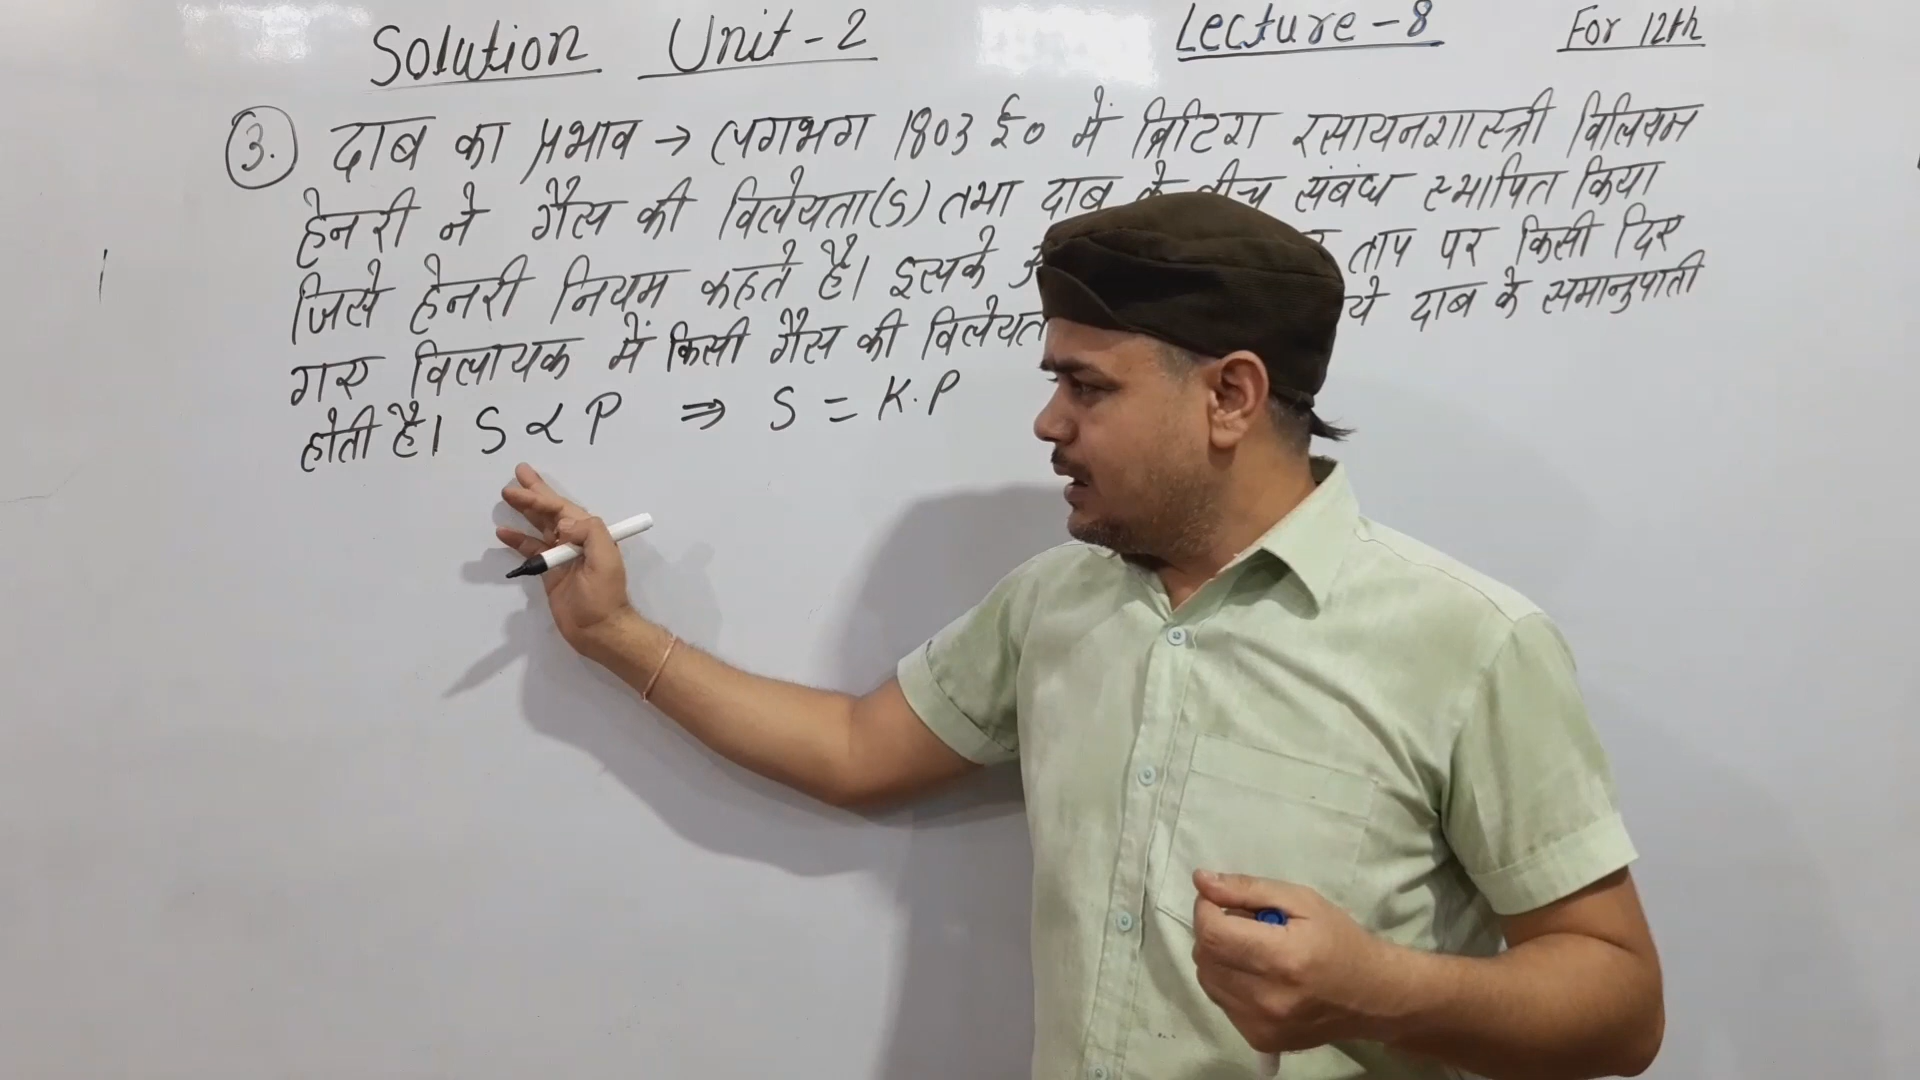 Solution Unit-2 Lecture-8 For 12th
3. दाब का प्रभाव → लगभग 1803 ई० में ब्रिटिश रसायनशास्त्री विलियम
हेनरी ने गैस की विलेयता(S) तथा दाब के बीच संबंध स्थापित किया
जिसे हेनरी नियम कहते है। इसके ताप पर किसी दिए
गए विलायक में किसी गैस की विलेयता दाब के समानुपाती
होती है। S ∝ P ⇒ S = K.P